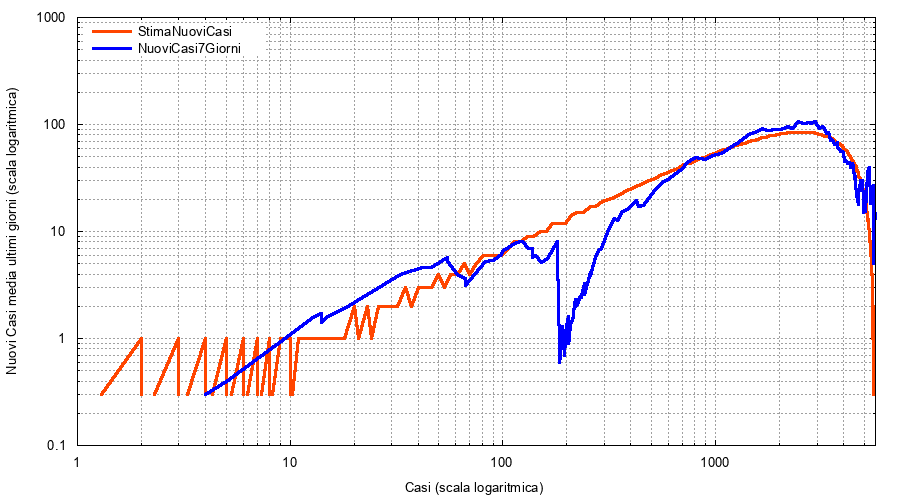 1000
StimaNuoviCasi
NuoviCasi7Giorni
100
10
1
0.1
Nuovi Casi media ultimi giorni (scala logaritmica)
1 10 100 1000
Casi (scala logaritmica)